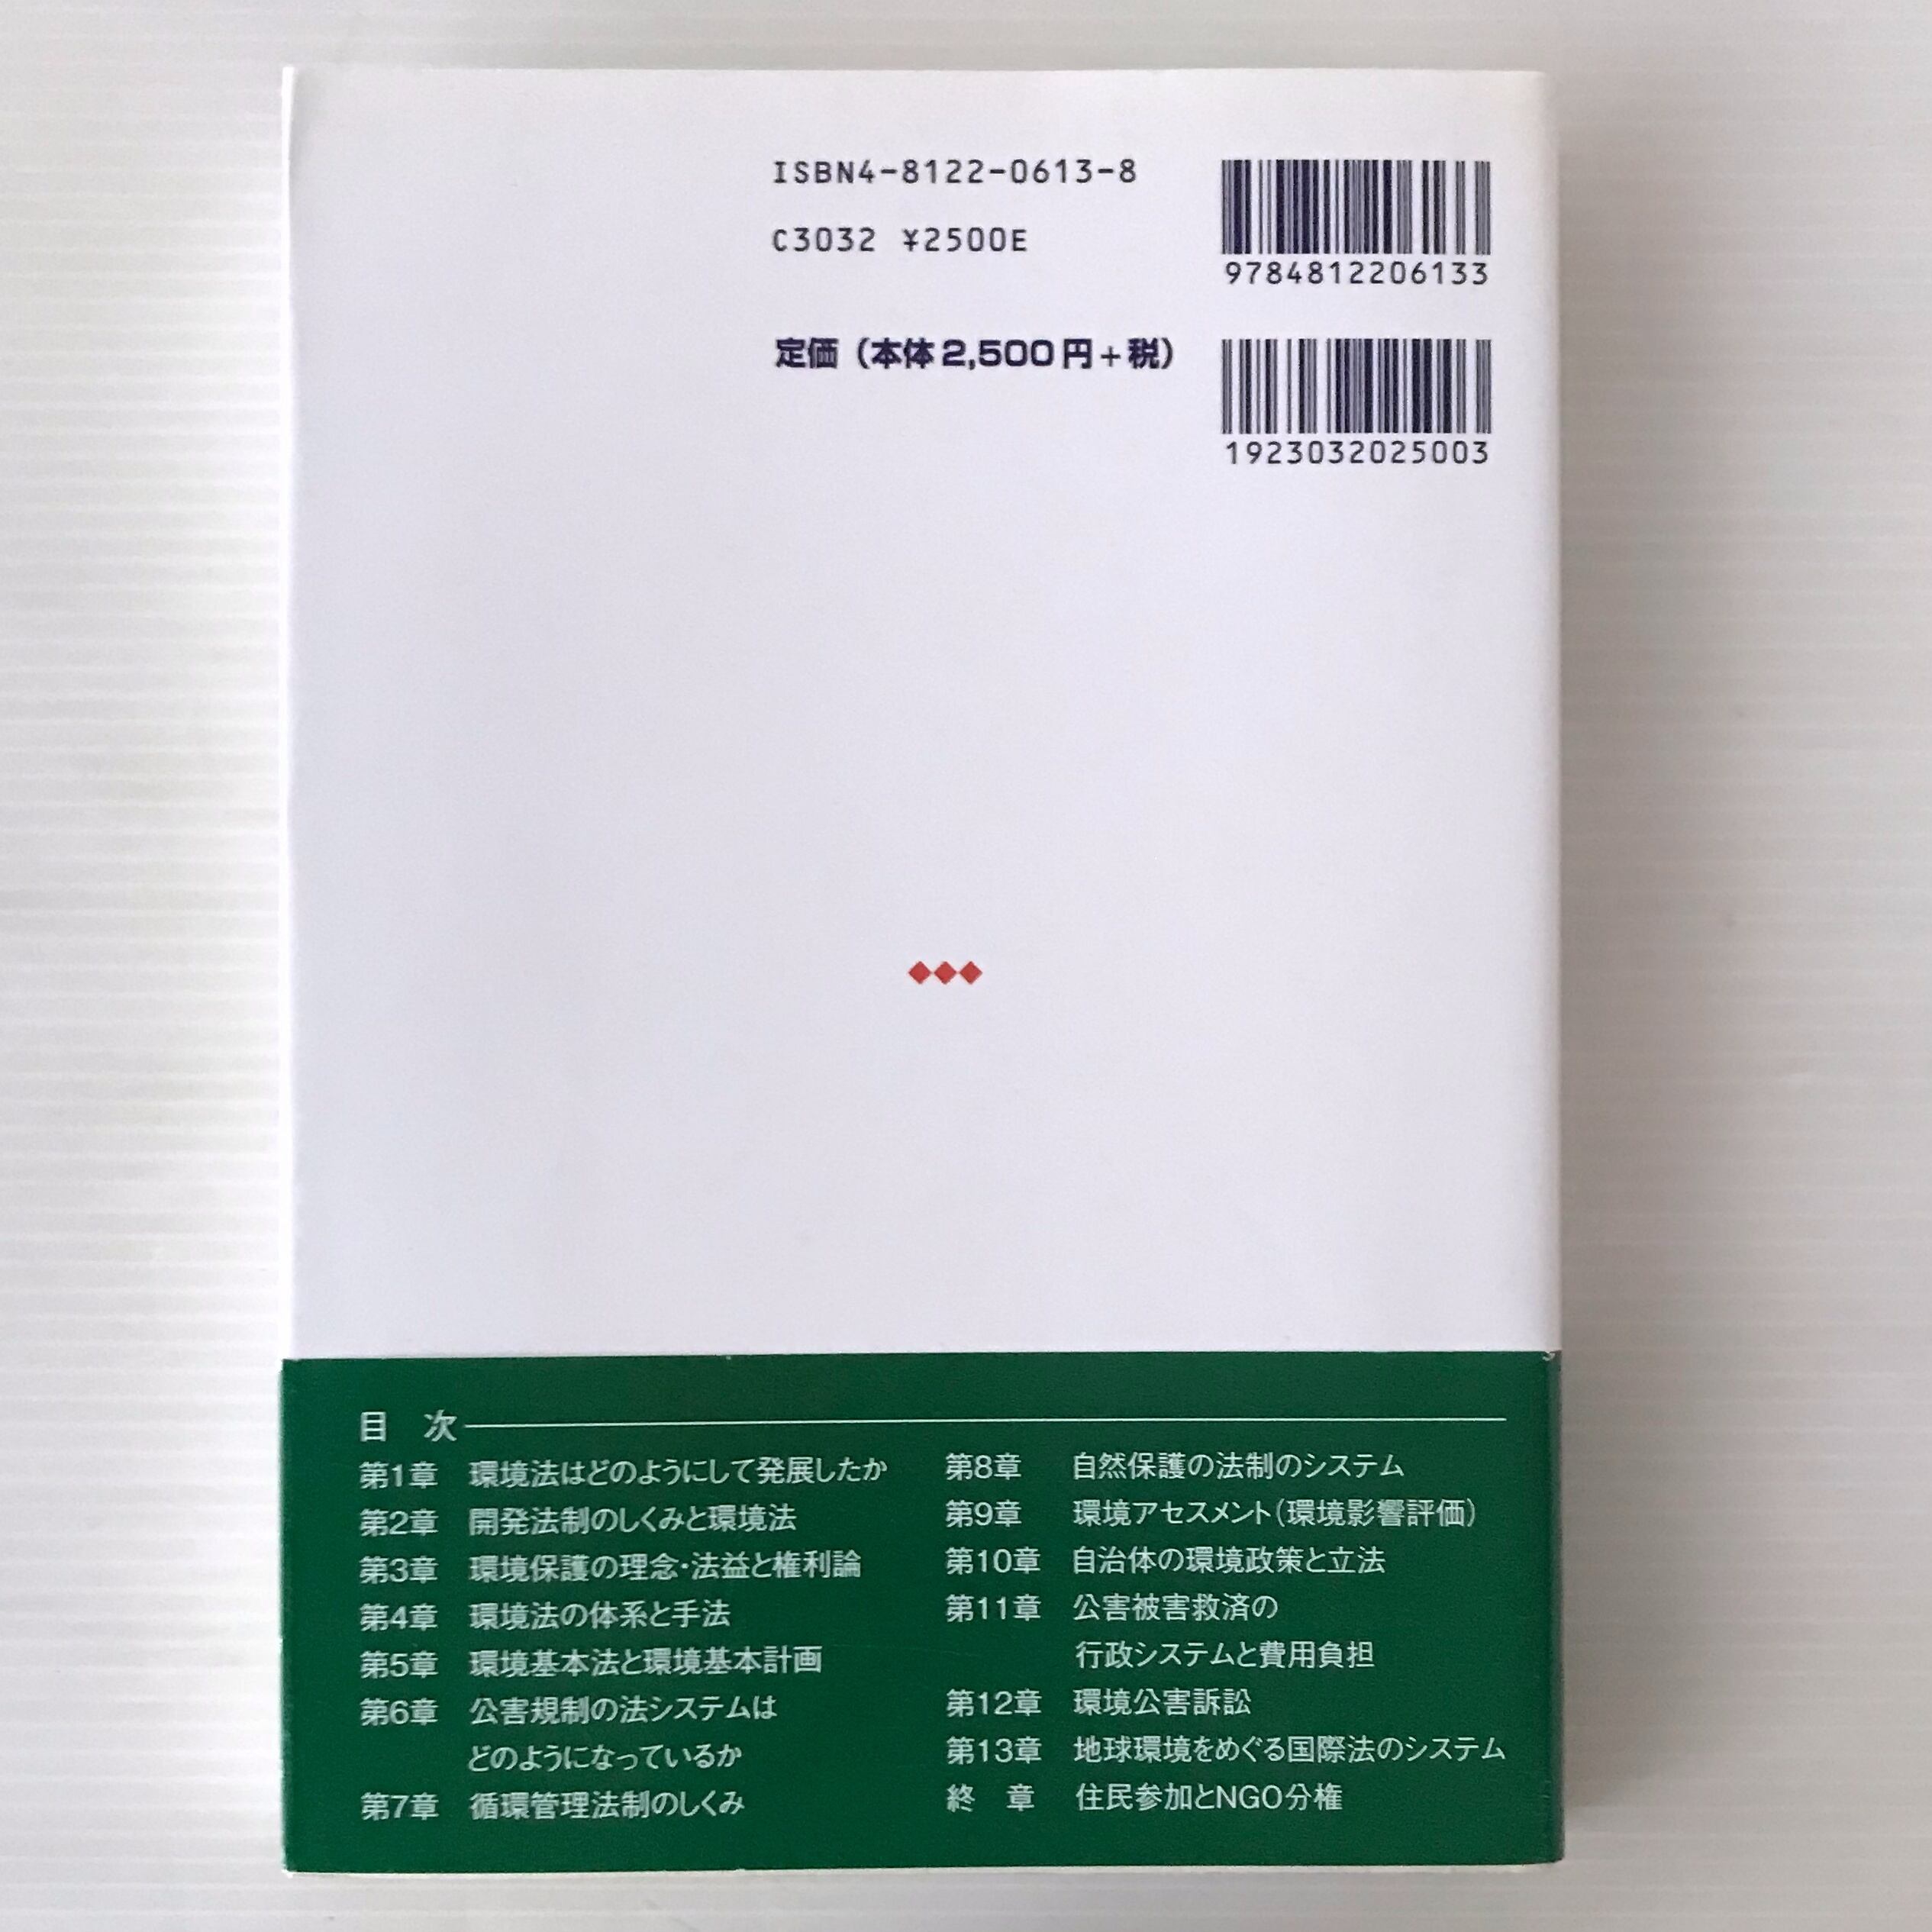 ISBN4-8122-0613-8
C3032 ¥2500E
9784812206133
定価（本体2,500円+税）
1923032025003
目 次
第1章 環境法はどのようにして発展したか
第2章 開発法制のしくみと環境法
第3章 環境保護の理念・法益と権利論
第4章 環境法の体系と手法
第5章 環境基本法と環境基本計画
第6章 公害規制の法システムは
どのようになっているか
第7章 循環管理法制のしくみ
第8章 自然保護の法制のシステム
第9章 環境アセスメント（環境影響評価）
第10章 自治体の環境政策と立法
第11章 公害被害救済の
行政システムと費用負担
第12章 環境公害訴訟
第13章 地球環境をめぐる国際法のシステム
終 章 住民参加とNGO分権